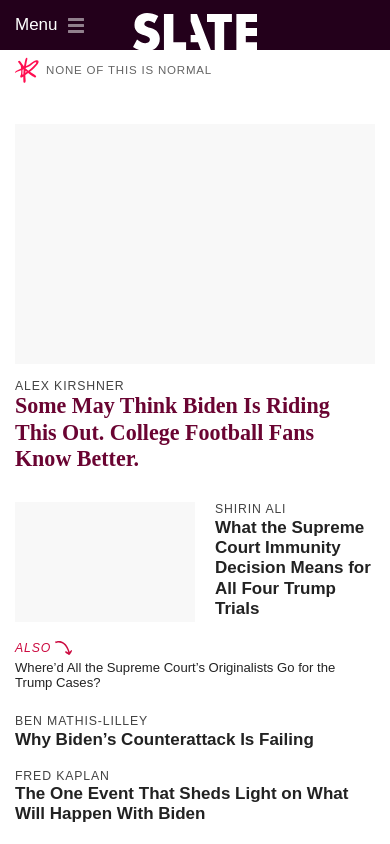 Menu
SLATE
NONE OF THIS IS NORMAL
ALEX KIRSHNER
Some May Think Biden Is Riding
This Out. College Football Fans
Know Better.
SHIRIN ALI
What the Supreme
Court Immunity
Decision Means for
All Four Trump
Trials
ALSO
Where’d All the Supreme Court’s Originalists Go for the
Trump Cases?
BEN MATHIS-LILLEY
Why Biden’s Counterattack Is Failing
FRED KAPLAN
The One Event That Sheds Light on What
Will Happen With Biden